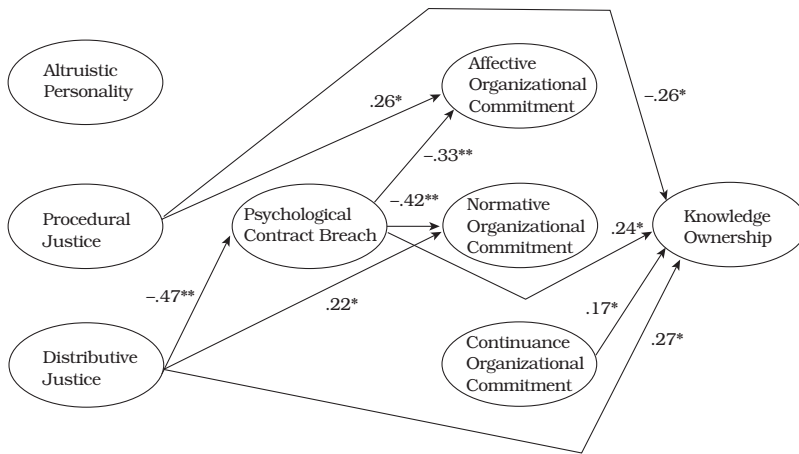 Altruistic
Personality
Affective
Organizational
Commitment
.26*
–.26*
–.33**
Procedural
Justice
Psychological
Contract Breach
–.42**
Normative
Organizational
Commitment
.24*
Knowledge
Ownership
–.47**
.22*
.17*
.27*
Distributive
Justice
Continuance
Organizational
Commitment